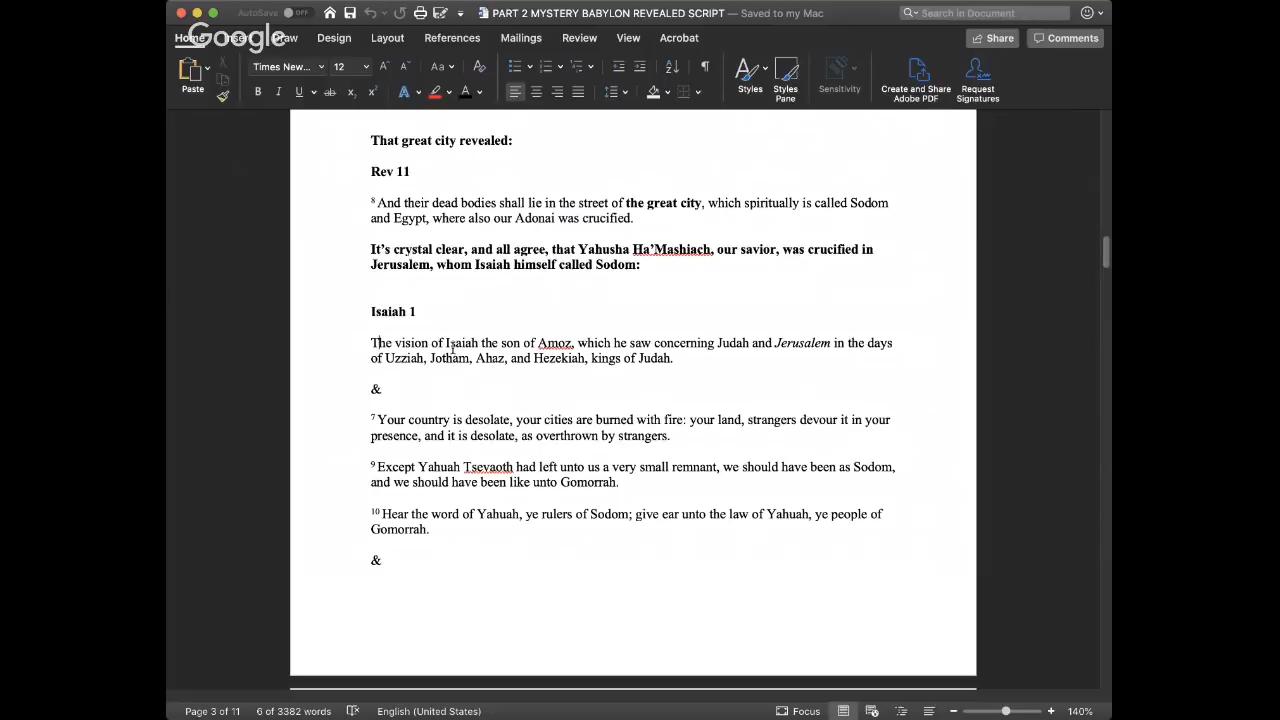 AutoSave OFF PART 2 MYSTERY BABYLON REVEALED SCRIPT — Saved to my Mac Search in Document
Google
Home Draw Design Layout References Mailings Review View Acrobat Share Comments
Paste Times New... 12 Aa Styles Styles Pane Sensitivity Create and Share Adobe PDF Request Signatures
B I U ab x₂ x² A A
That great city revealed:
Rev 11
8 And their dead bodies shall lie in the street of the great city, which spiritually is called Sodom
and Egypt, where also our Adonai was crucified.
It’s crystal clear, and all agree, that Yahusha Ha’Mashiach, our savior, was crucified in
Jerusalem, whom Isaiah himself called Sodom:
Isaiah 1
The vision of Isaiah the son of Amoz, which he saw concerning Judah and Jerusalem in the days
of Uzziah, Jotham, Ahaz, and Hezekiah, kings of Judah.
&
7 Your country is desolate, your cities are burned with fire: your land, strangers devour it in your
presence, and it is desolate, as overthrown by strangers.
9 Except Yahuah Tsevaoth had left unto us a very small remnant, we should have been as Sodom,
and we should have been like unto Gomorrah.
10 Hear the word of Yahuah, ye rulers of Sodom; give ear unto the law of Yahuah, ye people of
Gomorrah.
&
Page 3 of 11 6 of 3382 words English (United States) Focus 140%